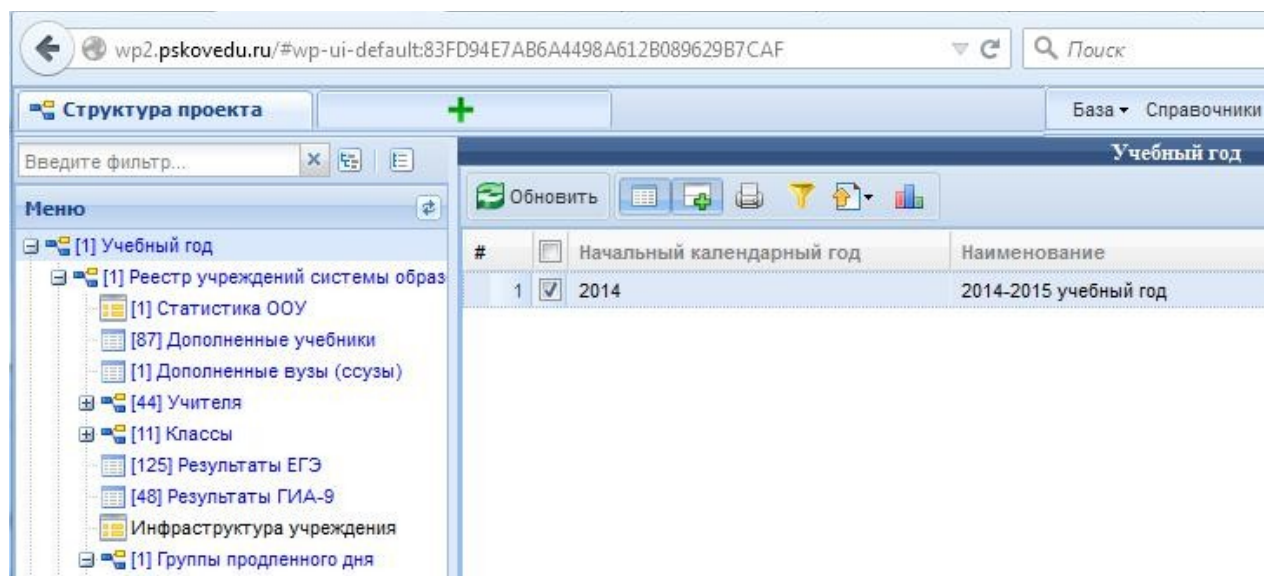 wp2.pskovedu.ru/#wp-ui-default:83FD94E7AB6A4498A612B089629B7CAF
Поиск
Структура проекта
База Справочники
Введите фильтр...
Учебный год
Обновить
Меню
[1] Учебный год
# Начальный календарный год Наименование
[1] Реестр учреждений системы образ
1 2014 2014-2015 учебный год
[1] Статистика ООУ
[87] Дополненные учебники
[1] Дополненные вузы (ссузы)
[44] Учителя
[11] Классы
[125] Результаты ЕГЭ
[48] Результаты ГИА-9
Инфраструктура учреждения
[1] Группы продленного дня